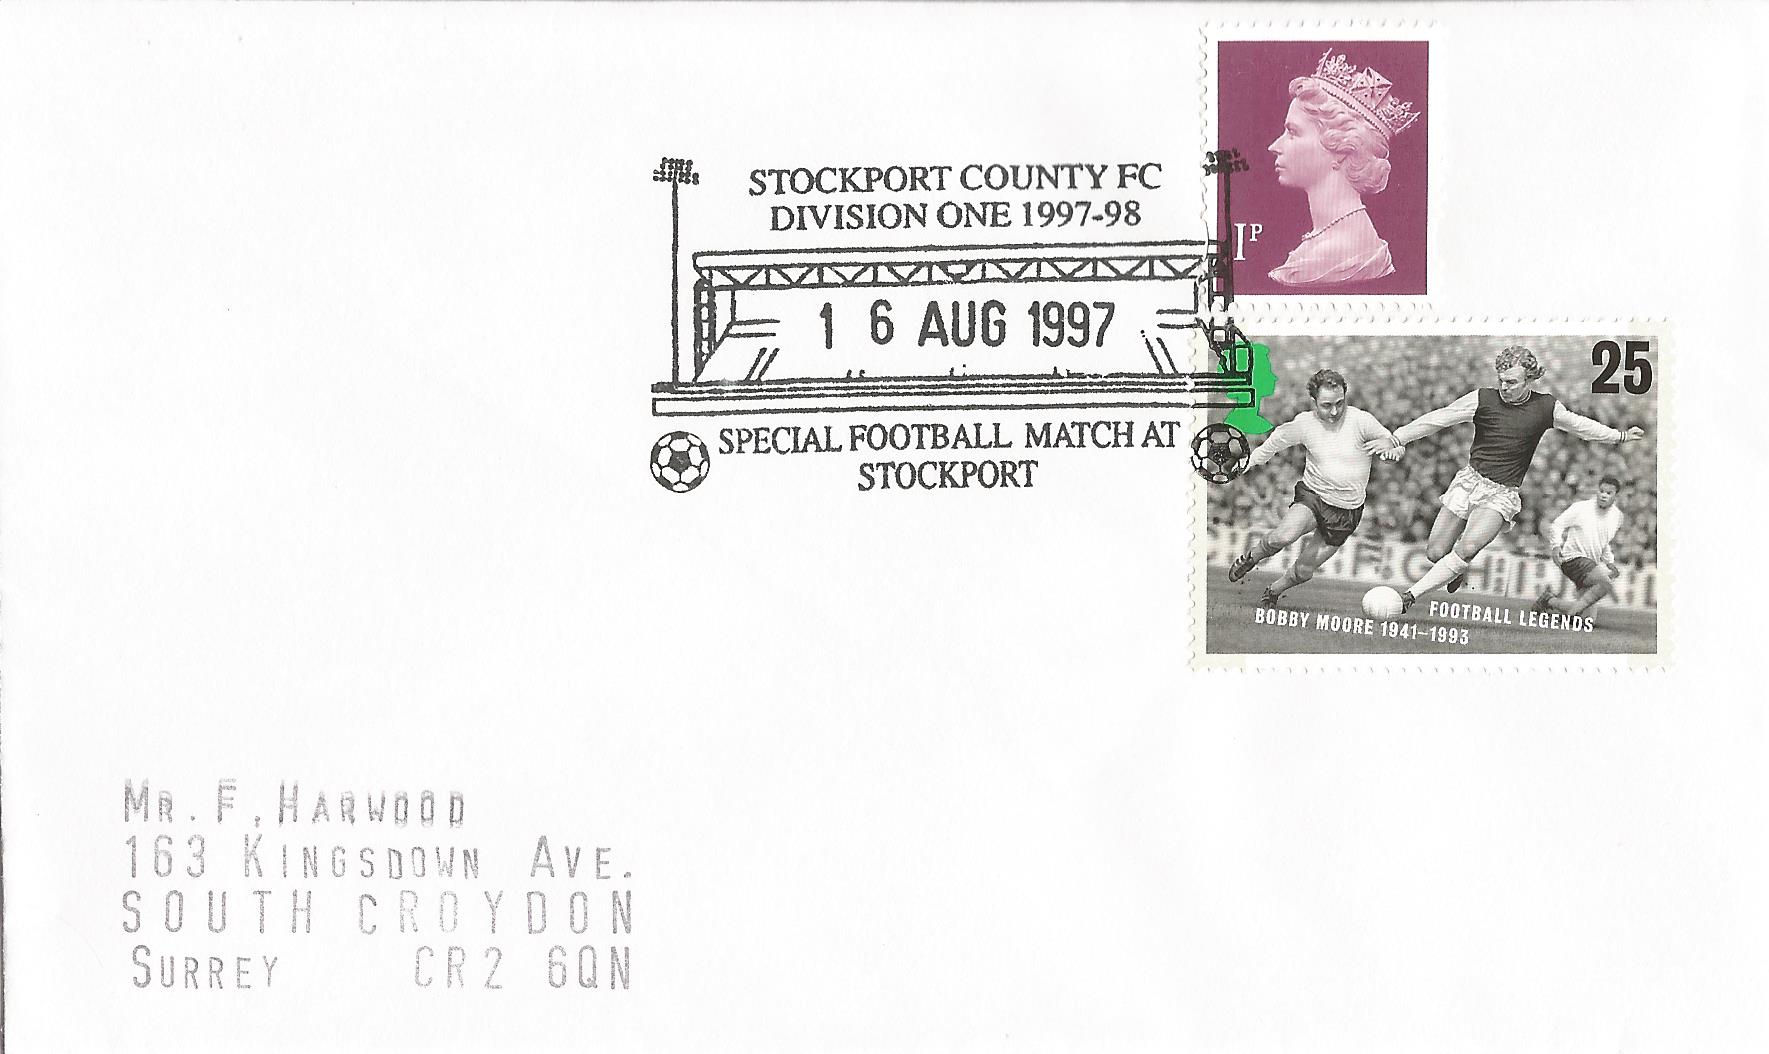 STOCKPORT COUNTY FC
DIVISION ONE 1997-98
1 6 AUG 1997
SPECIAL FOOTBALL MATCH AT
STOCKPORT
1P
25
FOOTBALL LEGENDS
BOBBY MOORE 1941–1993
MR. F. HARWOOD
163 KINGSDOWN AVE.
SOUTH CROYDON
SURREY CR2 6QN